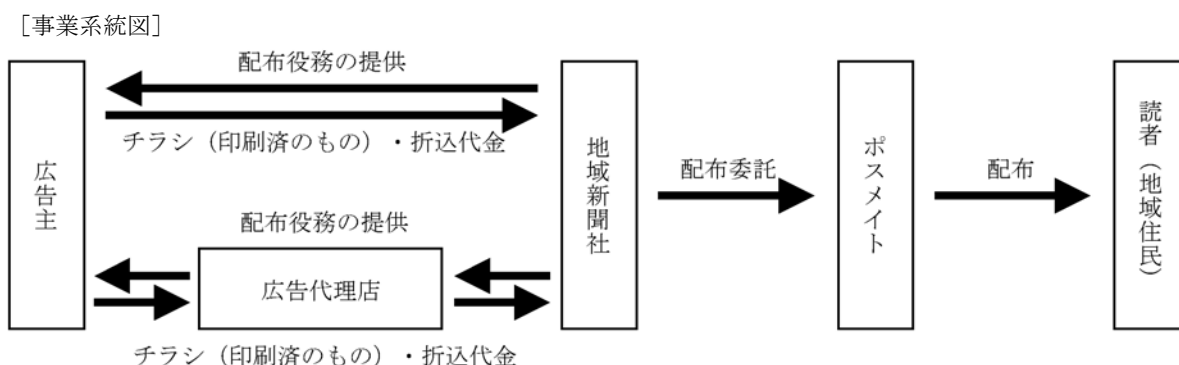 ［事業系統図］
配布役務の提供
チラシ（印刷済のもの）・折込代金
広告主
配布役務の提供
広告代理店
チラシ（印刷済のもの）・折込代金
地域新聞社
配布委託
ポスメイト
配布
読者（地域住民）